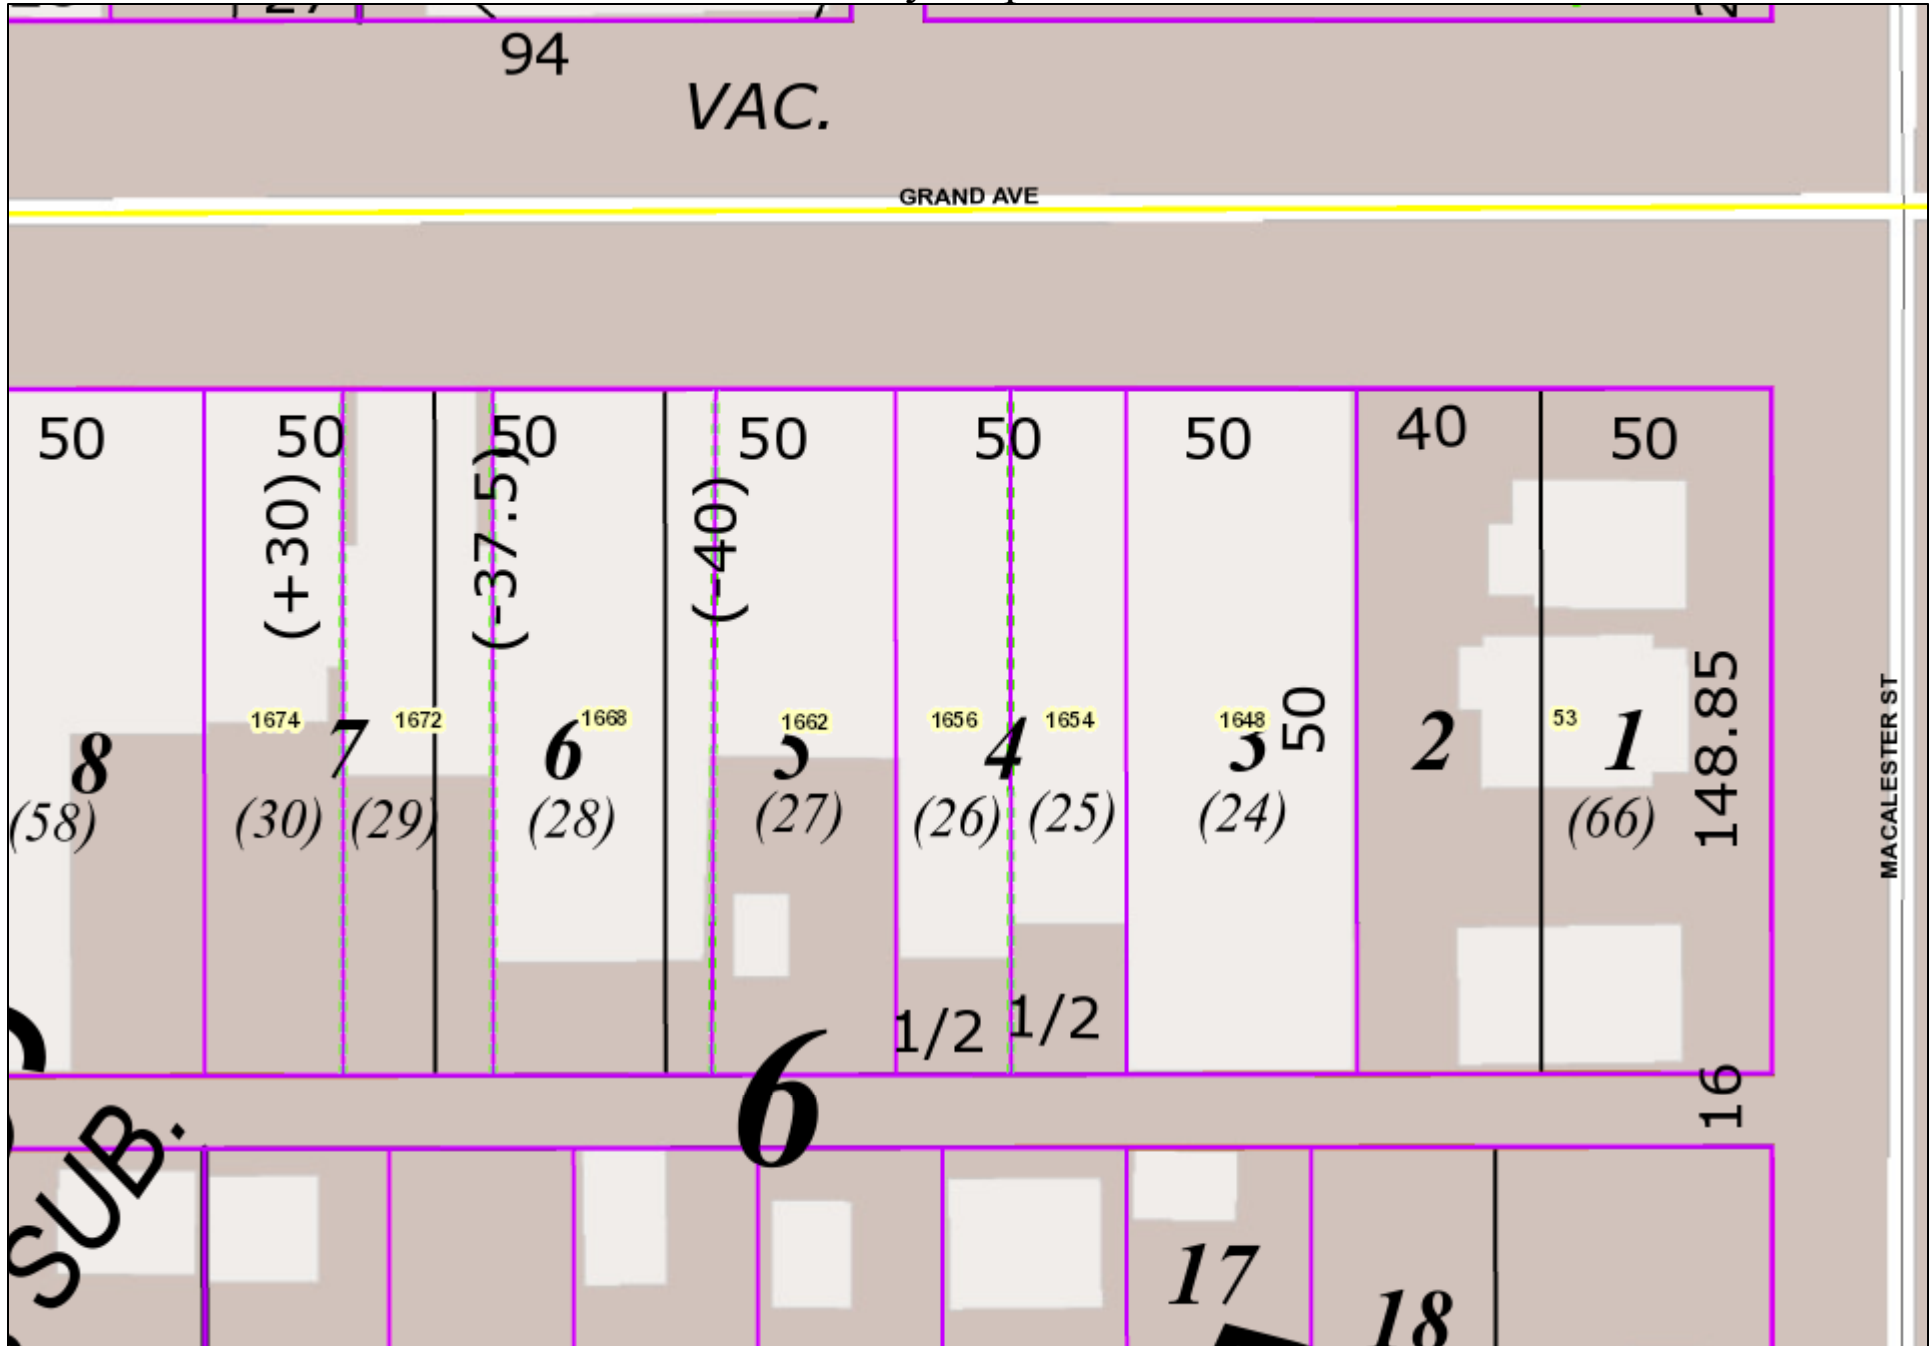 94
VAC.
GRAND AVE
50 50 50 50 50 50 40 50
(+30) (-37.5) (-40)
1674 1672 1668 1662 1656 1654 1648 53
8 7 6 5 4 3 50 2 1 148.85
MACALESTER ST
(58) (30) (29) (28) (27) (26) (25) (24) (66)
1/2 1/2
6
16
SUB.
17
18